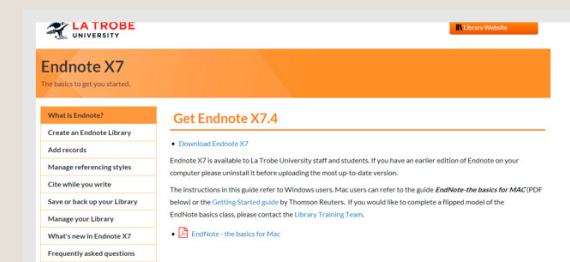 LA TROBE
UNIVERSITY
Library Website
Endnote X7
The basics to get you started.
What is Endnote?
Create an Endnote Library
Add records
Manage referencing styles
Cite while you write
Save or back up your Library
Manage your Library
What's new in Endnote X7
Frequently asked questions
Get Endnote X7.4
• Download Endnote X7
Endnote X7 is available to La Trobe University staff and students. If you have an earlier edition of Endnote on your
computer please uninstall it before uploading the most up-to-date version.
The instructions in this guide refer to Windows users. Mac users can refer to the guide EndNote-the basics for MAC (PDF
below) or the Getting Started guide by Thomson Reuters. If you would like to complete a flipped model of the
EndNote basics class, please contact the Library Training Team.
• EndNote - the basics for Mac